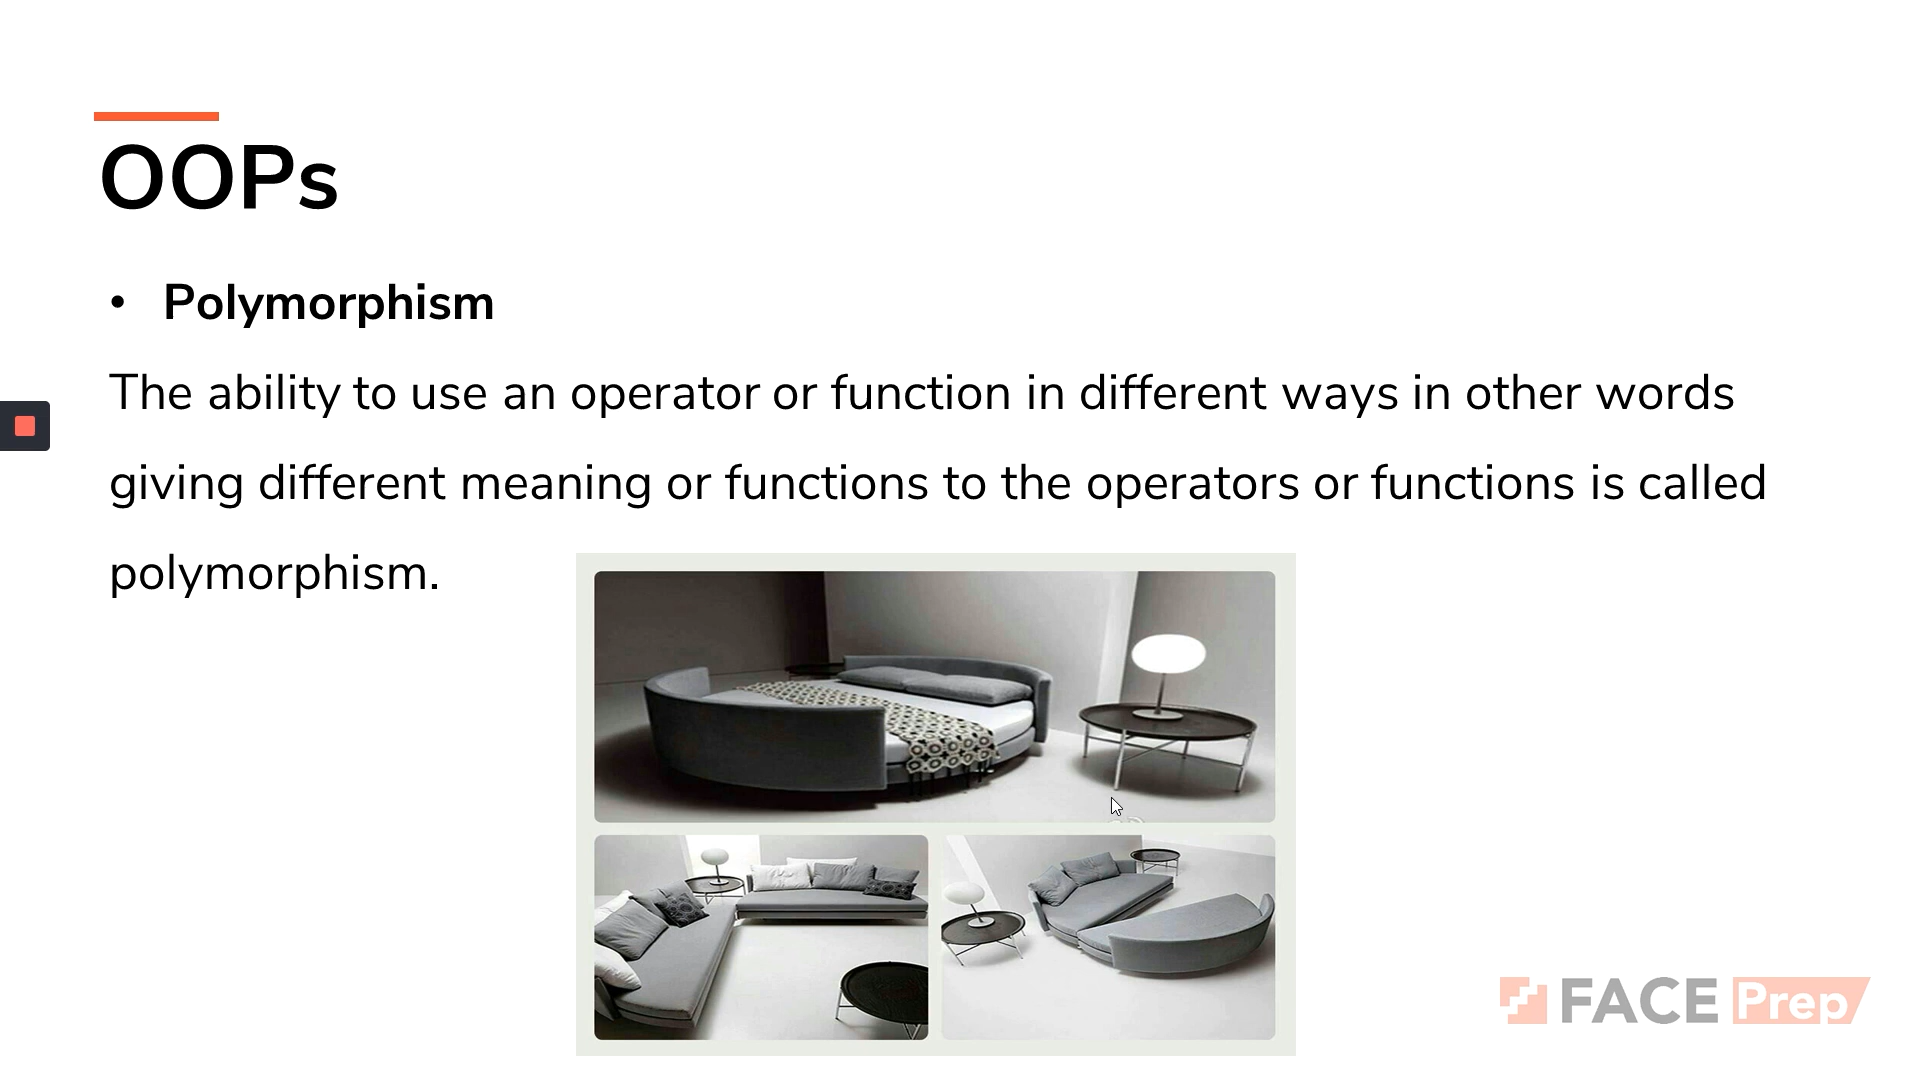 OOPs
• Polymorphism
The ability to use an operator or function in different ways in other words
giving different meaning or functions to the operators or functions is called
polymorphism.
FACE Prep